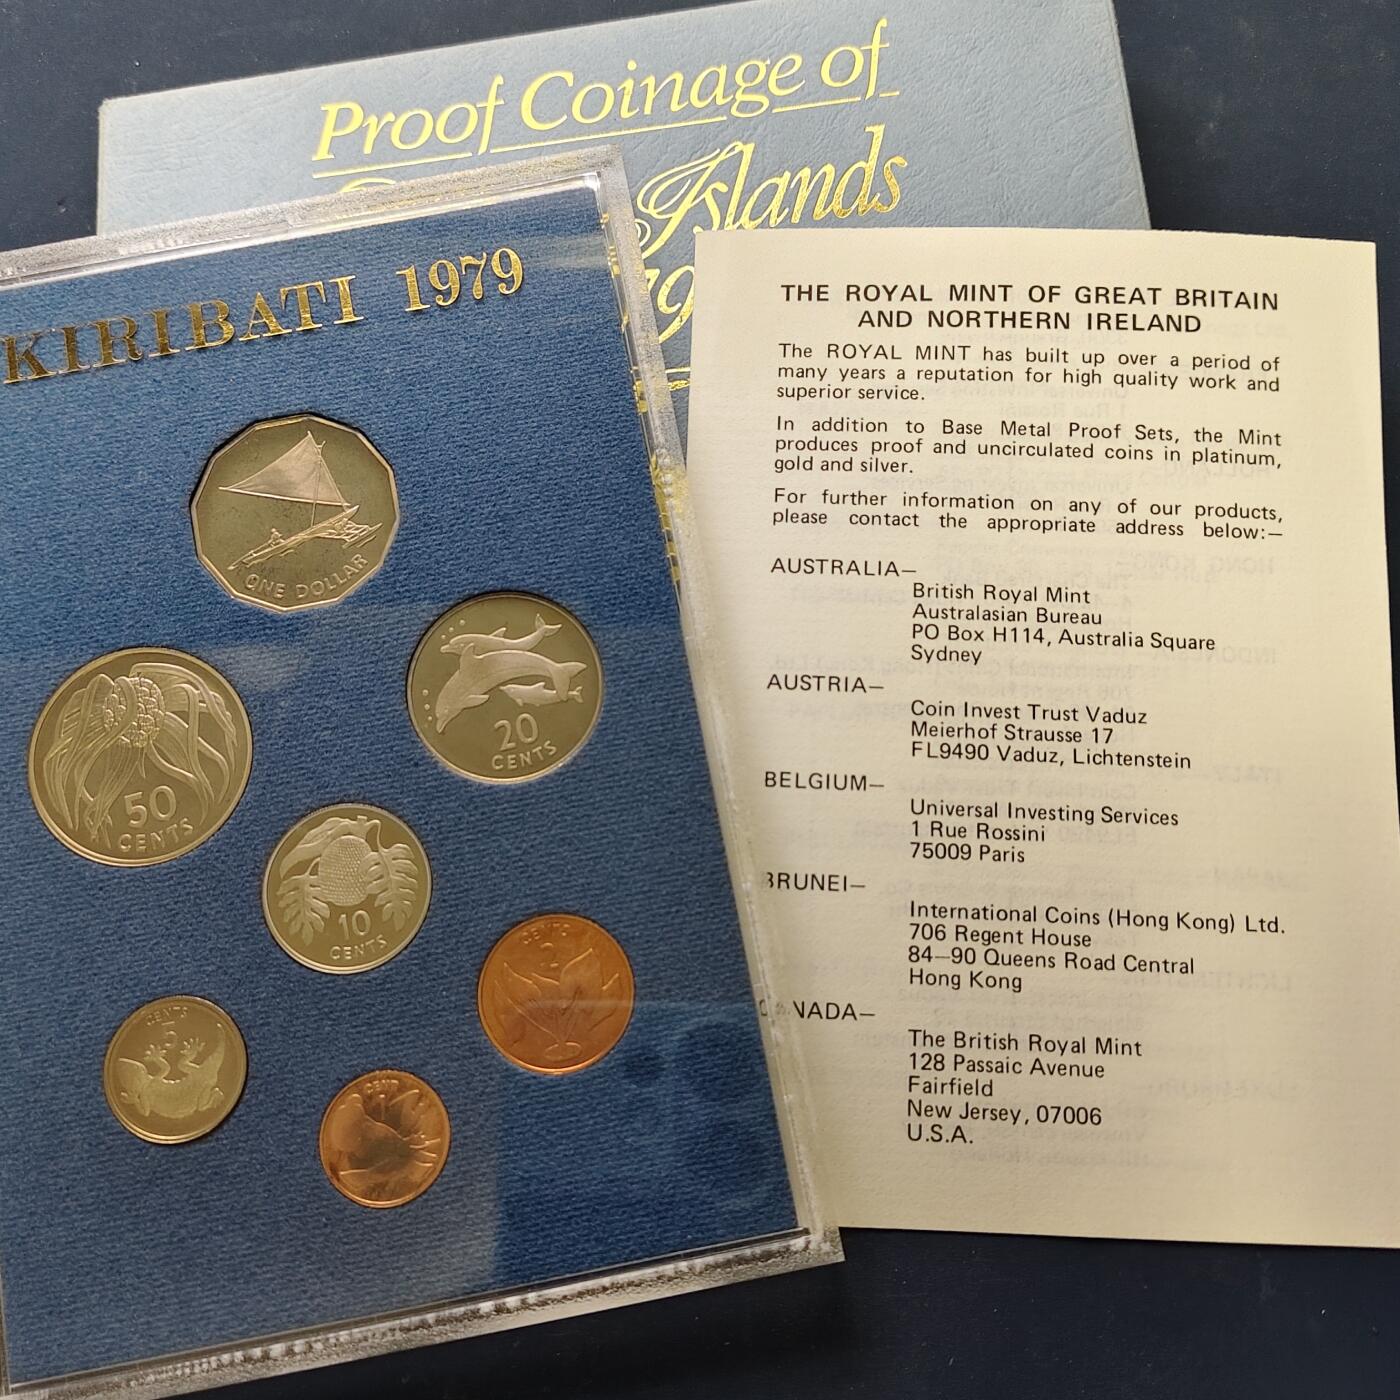 Proof Coinage of
Islands
KIRIBATI 1979
ONE DOLLAR
20
CENTS
50
CENTS
10
CENTS
CENTS
2
CENTS
5
CENT
THE ROYAL MINT OF GREAT BRITAIN
AND NORTHERN IRELAND
The ROYAL MINT has built up over a period of
many years a reputation for high quality work and
superior service.
In addition to Base Metal Proof Sets, the Mint
produces proof and uncirculated coins in platinum,
gold and silver.
For further information on any of our products,
please contact the appropriate address below:—
AUSTRALIA—
British Royal Mint
Australasian Bureau
PO Box H114, Australia Square
Sydney
AUSTRIA—
Coin Invest Trust Vaduz
Meierhof Strausse 17
FL9490 Vaduz, Lichtenstein
BELGIUM—
Universal Investing Services
1 Rue Rossini
75009 Paris
BRUNEI—
International Coins (Hong Kong) Ltd.
706 Regent House
84—90 Queens Road Central
Hong Kong
CANADA—
The British Royal Mint
128 Passaic Avenue
Fairfield
New Jersey, 07006
U.S.A.